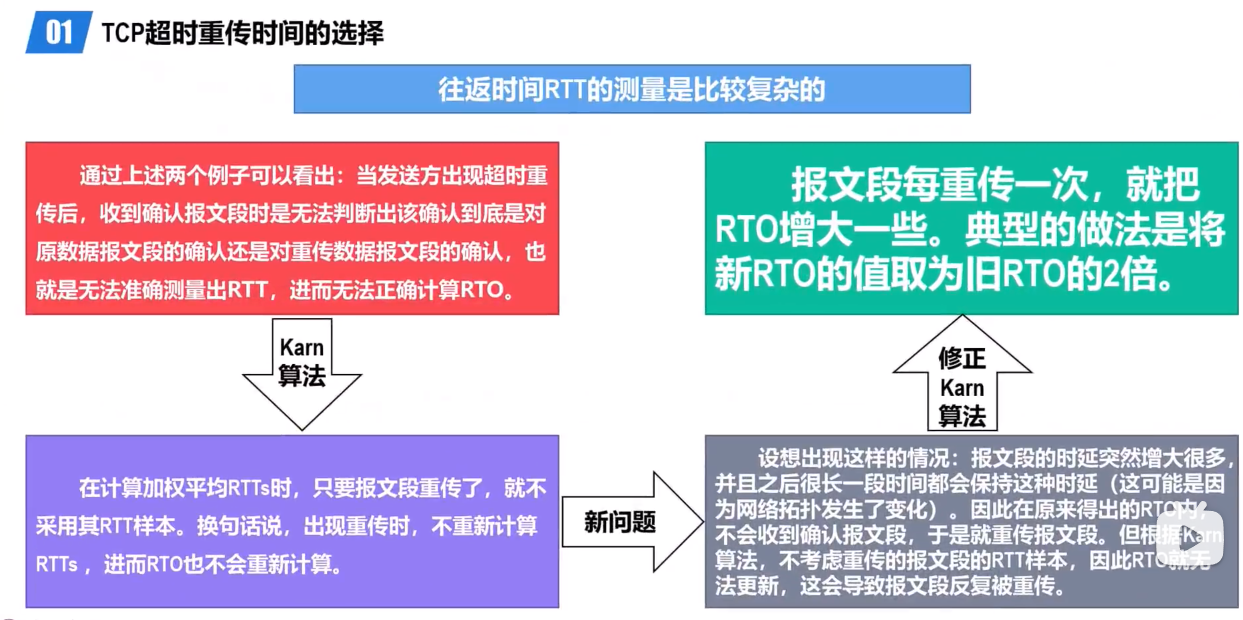 01 TCP超时重传时间的选择
往返时间RTT的测量是比较复杂的
通过上述两个例子可以看出：当发送方出现超时重
传后，收到确认报文段时是无法判断出该确认到底是对
原数据报文段的确认还是对重传数据报文段的确认，也
就是无法准确测量出RTT，进而无法正确计算RTO。
Karn
算法
在计算加权平均RTTs时，只要报文段重传了，就不
采用其RTT样本。换句话说，出现重传时，不重新计算
RTTs ，进而RTO也不会重新计算。
新问题
设想出现这样的情况：报文段的时延突然增大很多，
并且之后很长一段时间都会保持这种时延（这可能是因
为网络拓扑发生了变化）。因此在原来得出的RTO内，
不会收到确认报文段，于是就重传报文段。但根据Karn
算法，不考虑重传的报文段的RTT样本，因此RTO就无
法更新，这会导致报文段反复被重传。
修正
Karn
算法
报文段每重传一次，就把
RTO增大一些。典型的做法是将
新RTO的值取为旧RTO的2倍。